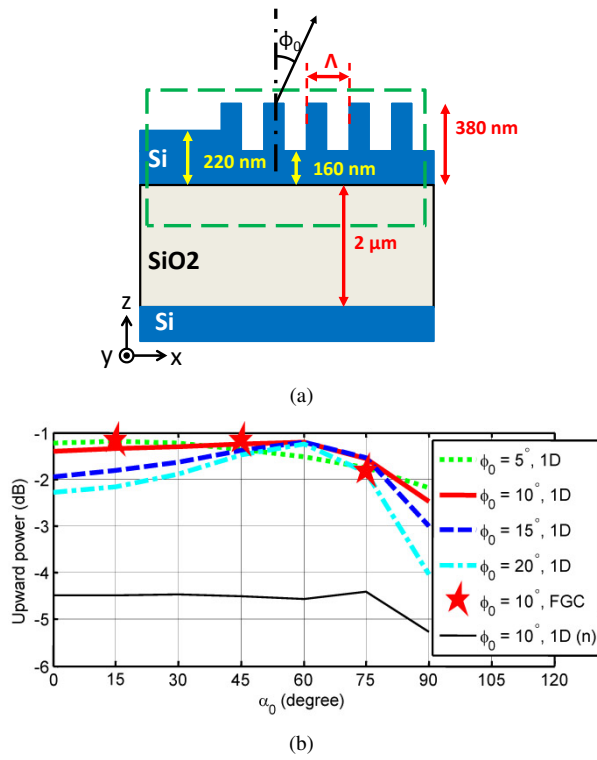 ϕ₀
Λ
380 nm
Si
220 nm
160 nm
2 µm
SiO2
Si
z
y
x
(a)
-1
-2
-3
-4
-5
-6
Upward power (dB)
ϕ₀ = 5°, 1D
ϕ₀ = 10°, 1D
ϕ₀ = 15°, 1D
ϕ₀ = 20°, 1D
ϕ₀ = 10°, FGC
ϕ₀ = 10°, 1D (n)
0 15 30 45 60 75 90 105 120
α₀ (degree)
(b)